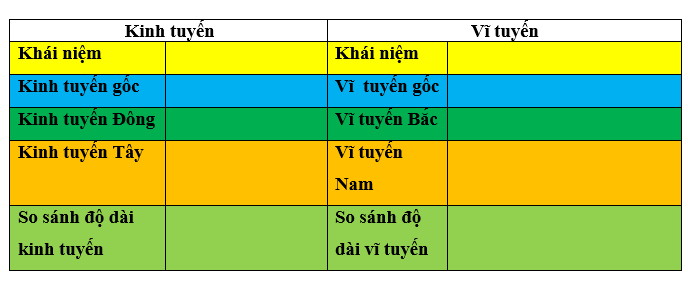 Kinh tuyến Vĩ tuyến
Khái niệm Khái niệm
Kinh tuyến gốc Vĩ tuyến gốc
Kinh tuyến Đông Vĩ tuyến Bắc
Kinh tuyến Tây Vĩ tuyến
Nam
So sánh độ dài So sánh độ
kinh tuyến dài vĩ tuyến